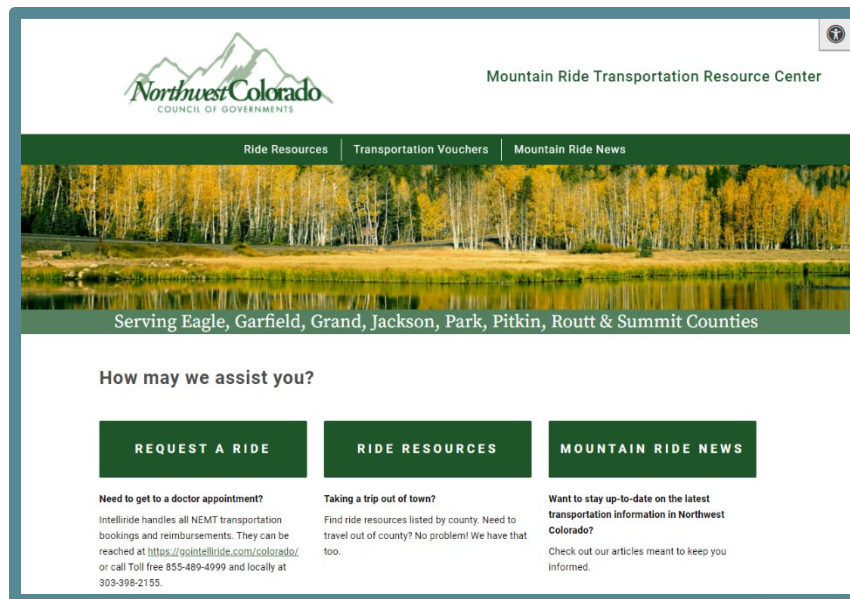 Northwest Colorado
COUNCIL OF GOVERNMENTS
Mountain Ride Transportation Resource Center
Ride Resources
Transportation Vouchers
Mountain Ride News
Serving Eagle, Garfield, Grand, Jackson, Park, Pitkin, Routt & Summit Counties
How may we assist you?
REQUEST A RIDE
Need to get to a doctor appointment?
Intelliride handles all NEMT transportation
bookings and reimbursements. They can be
reached at https://gointelliride.com/colorado/
or call Toll free 855-489-4999 and locally at
303-398-2155.
RIDE RESOURCES
Taking a trip out of town?
Find ride resources listed by county. Need to
travel out of county? No problem! We have that
too.
MOUNTAIN RIDE NEWS
Want to stay up-to-date on the latest
transportation information in Northwest
Colorado?
Check out our articles meant to keep you
informed.